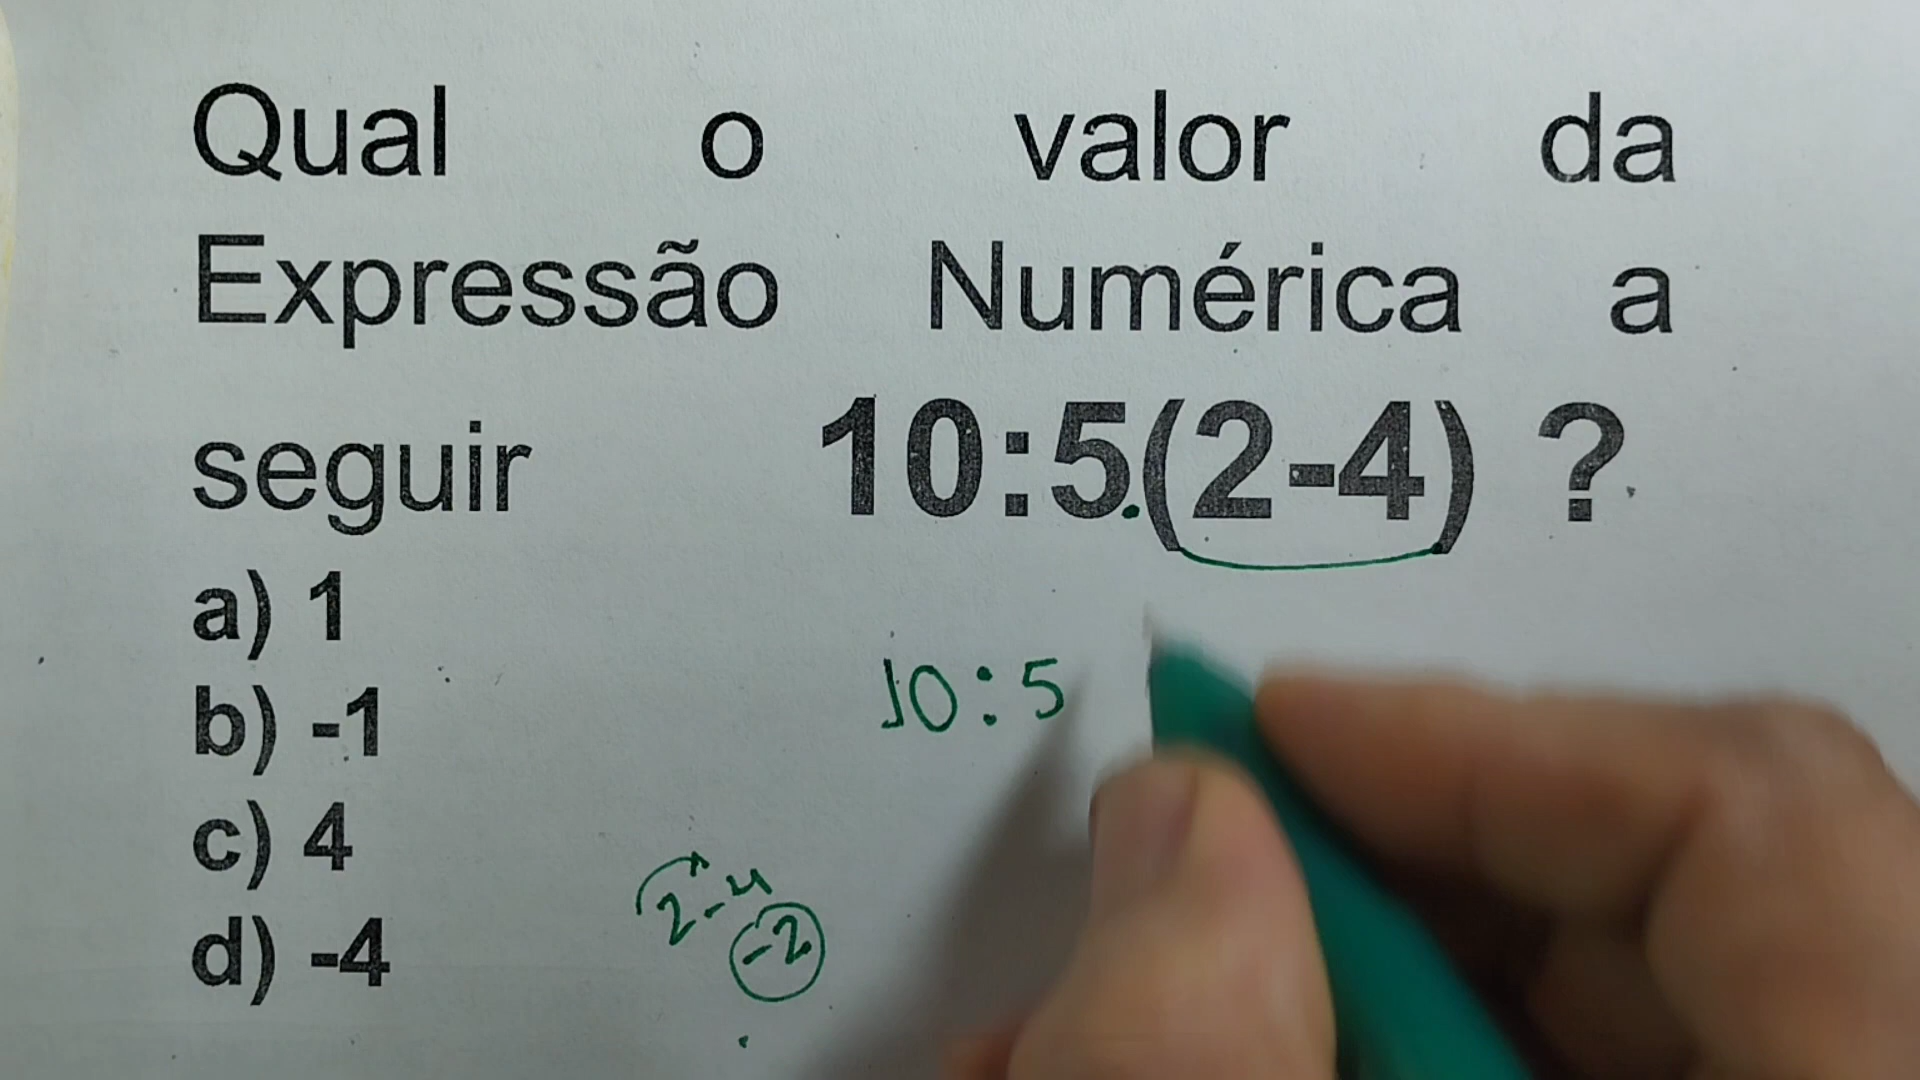 Qual o valor da
Expressão Numérica a
seguir 10:5.(2-4) ?
a) 1
b) -1
c) 4
d) -4
10:5
2-4
-2